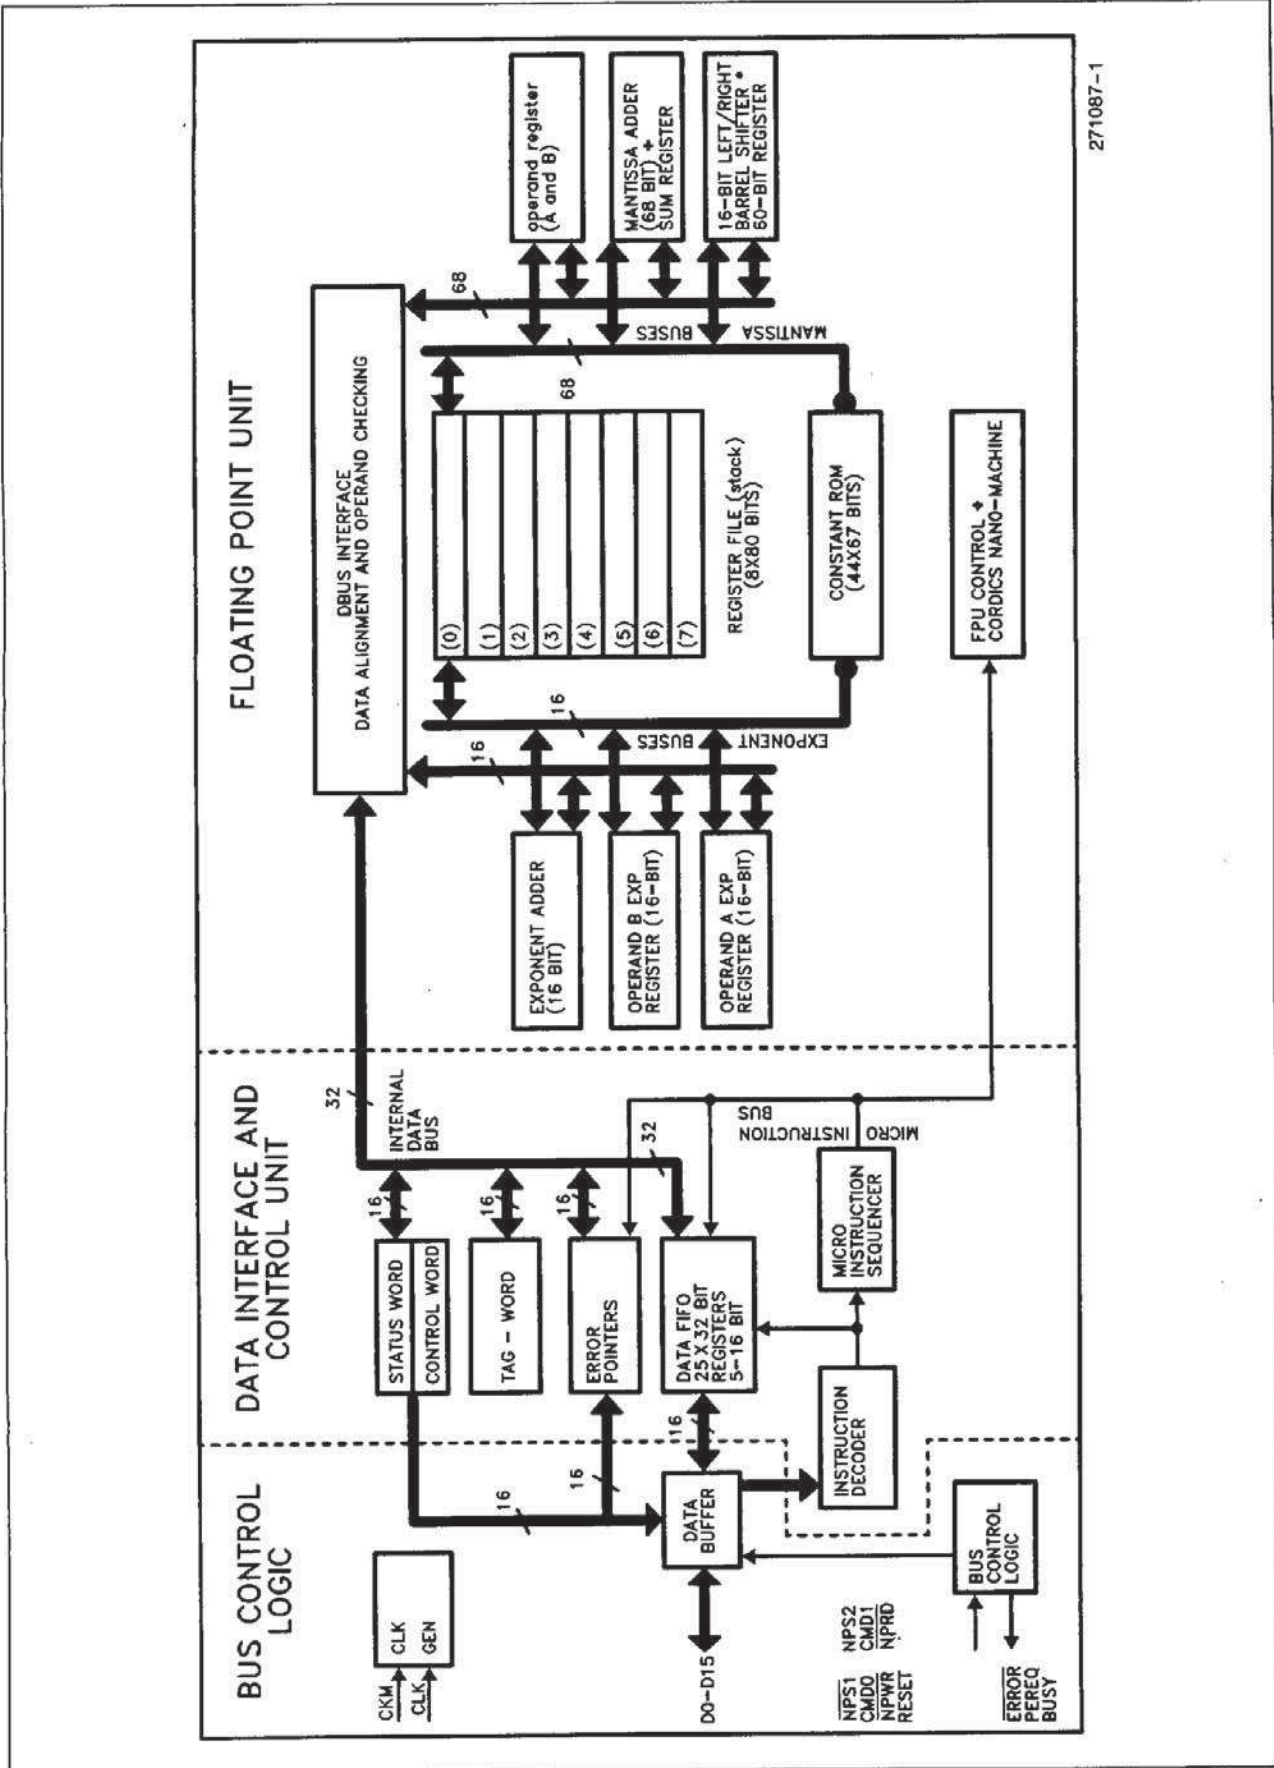 BUS CONTROL
LOGIC
DATA INTERFACE AND
CONTROL UNIT
FLOATING POINT UNIT
CKM
CLK
CLK
GEN
16
16
D0-D15
DATA
BUFFER
16
NPS1 NPS2
CMD0 CMD1
NPWR NPRD
RESET
ERROR
PEREQ
BUSY
BUS
CONTROL
LOGIC
STATUS WORD
CONTROL WORD
16
TAG - WORD
16
ERROR
POINTERS
16
DATA FIFO
25X32 BIT
REGISTERS
5-16 BIT
32
INSTRUCTION
DECODER
MICRO
INSTRUCTION
SEQUENCER
MICRO INSTRUCTION
BUS
32
INTERNAL
DATA
BUS
DBUS INTERFACE
DATA ALIGNMENT AND OPERAND CHECKING
EXPONENT ADDER
(16 BIT)
OPERAND B EXP
REGISTER (16-BIT)
OPERAND A EXP
REGISTER (16-BIT)
16
16
EXPONENT
BUSES
(0)
(1)
(2)
(3)
(4)
(5)
(6)
(7)
REGISTER FILE (stack)
(8X80 BITS)
CONSTANT ROM
(44X67 BITS)
FPU CONTROL +
CORDICS NANO-MACHINE
68
68
MANTISSA
BUSES
operand register
(A and B)
MANTISSA ADDER
(68 BIT) +
SUM REGISTER
16-BIT LEFT/RIGHT
BARREL SHIFTER *
60-BIT REGISTER
271087-1